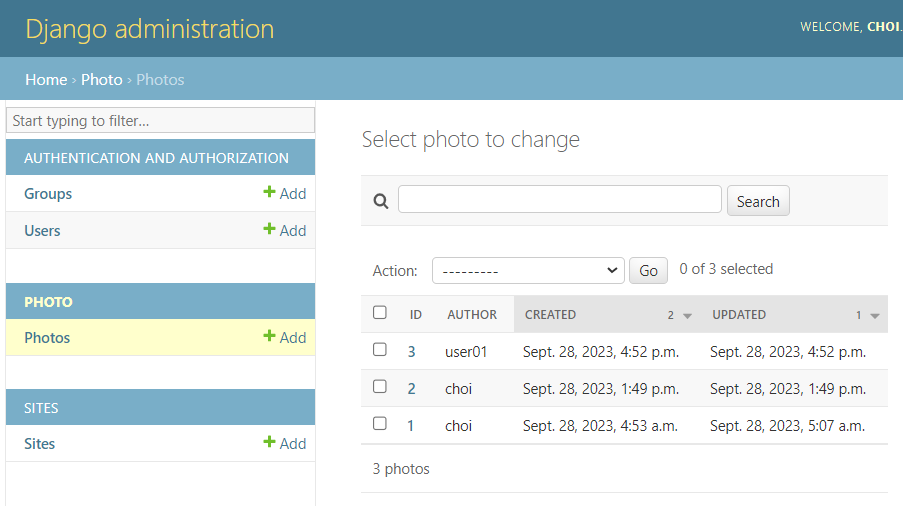 Django administration
WELCOME, CHOI.
Home › Photo › Photos
Start typing to filter...
AUTHENTICATION AND AUTHORIZATION
Groups + Add
Users + Add
PHOTO
Photos + Add
SITES
Sites + Add
Select photo to change
Search
Action: --------- Go 0 of 3 selected
ID AUTHOR CREATED 2 UPDATED 1
3 user01 Sept. 28, 2023, 4:52 p.m. Sept. 28, 2023, 4:52 p.m.
2 choi Sept. 28, 2023, 1:49 p.m. Sept. 28, 2023, 1:49 p.m.
1 choi Sept. 28, 2023, 4:53 a.m. Sept. 28, 2023, 5:07 a.m.
3 photos